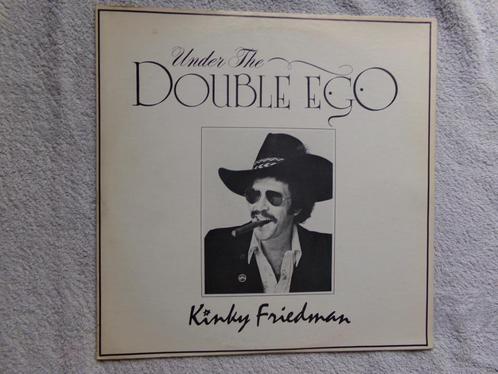 Under The
DOUBLE EGO
Kinky Friedman